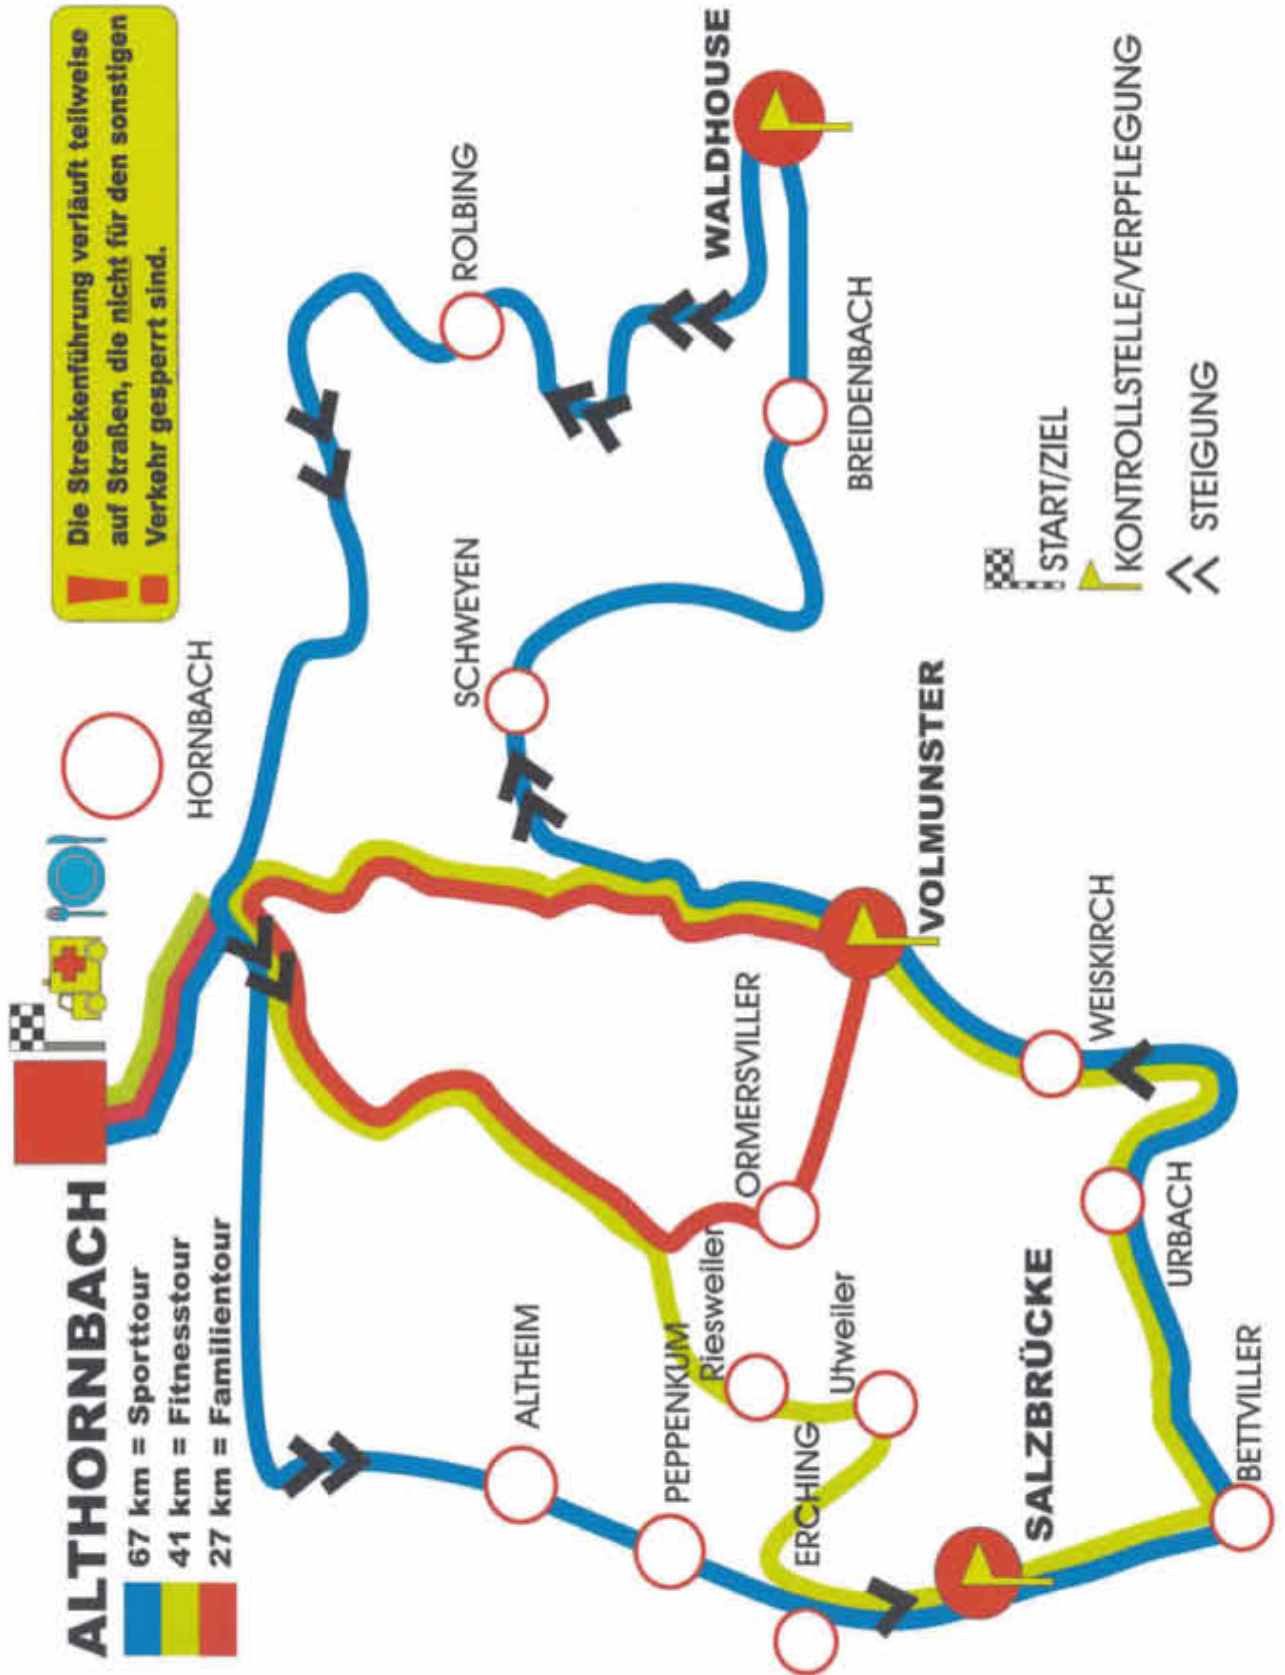 ALTHORNBACH
67 km = Sporttour
41 km = Fitnesstour
27 km = Familientour
Die Streckenführung verläuft teilweise
auf Straßen, die nicht für den sonstigen
Verkehr gesperrt sind.
HORNBACH
ROLBING
SCHWEYEN
ALTHEIM
WALDHOUSE
PEPPENKUM
Riesweiler
ORMERSVILLER
BREIDENBACH
ERCHING
Utweiler
VOLMUNSTER
SALZBRÜCKE
WEISKIRCH
URBACH
BETTVILLER
START/ZIEL
KONTROLLSTELLE/VERPFLEGUNG
STEIGUNG